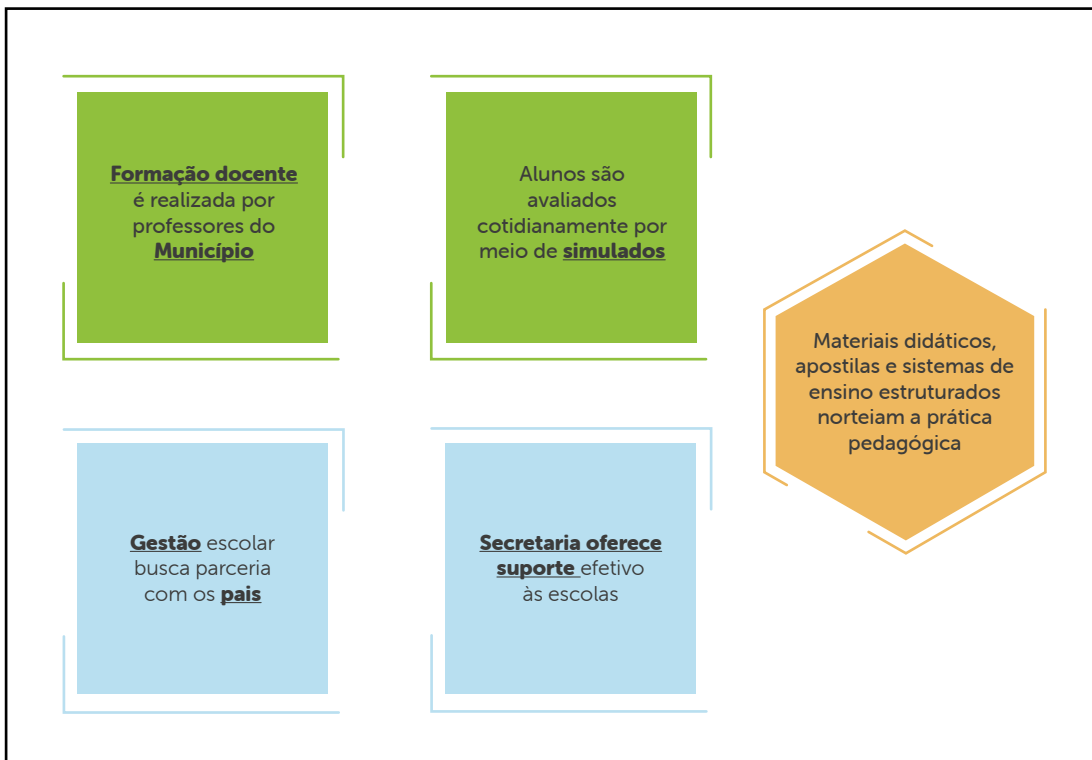 Formação docente
é realizada por
professores do
Município
Alunos são
avaliados
cotidianamente por
meio de simulados
Materiais didáticos,
apostilas e sistemas de
ensino estruturados
norteiam a prática
pedagógica
Gestão escolar
busca parceria
com os pais
Secretaria oferece
suporte efetivo
às escolas